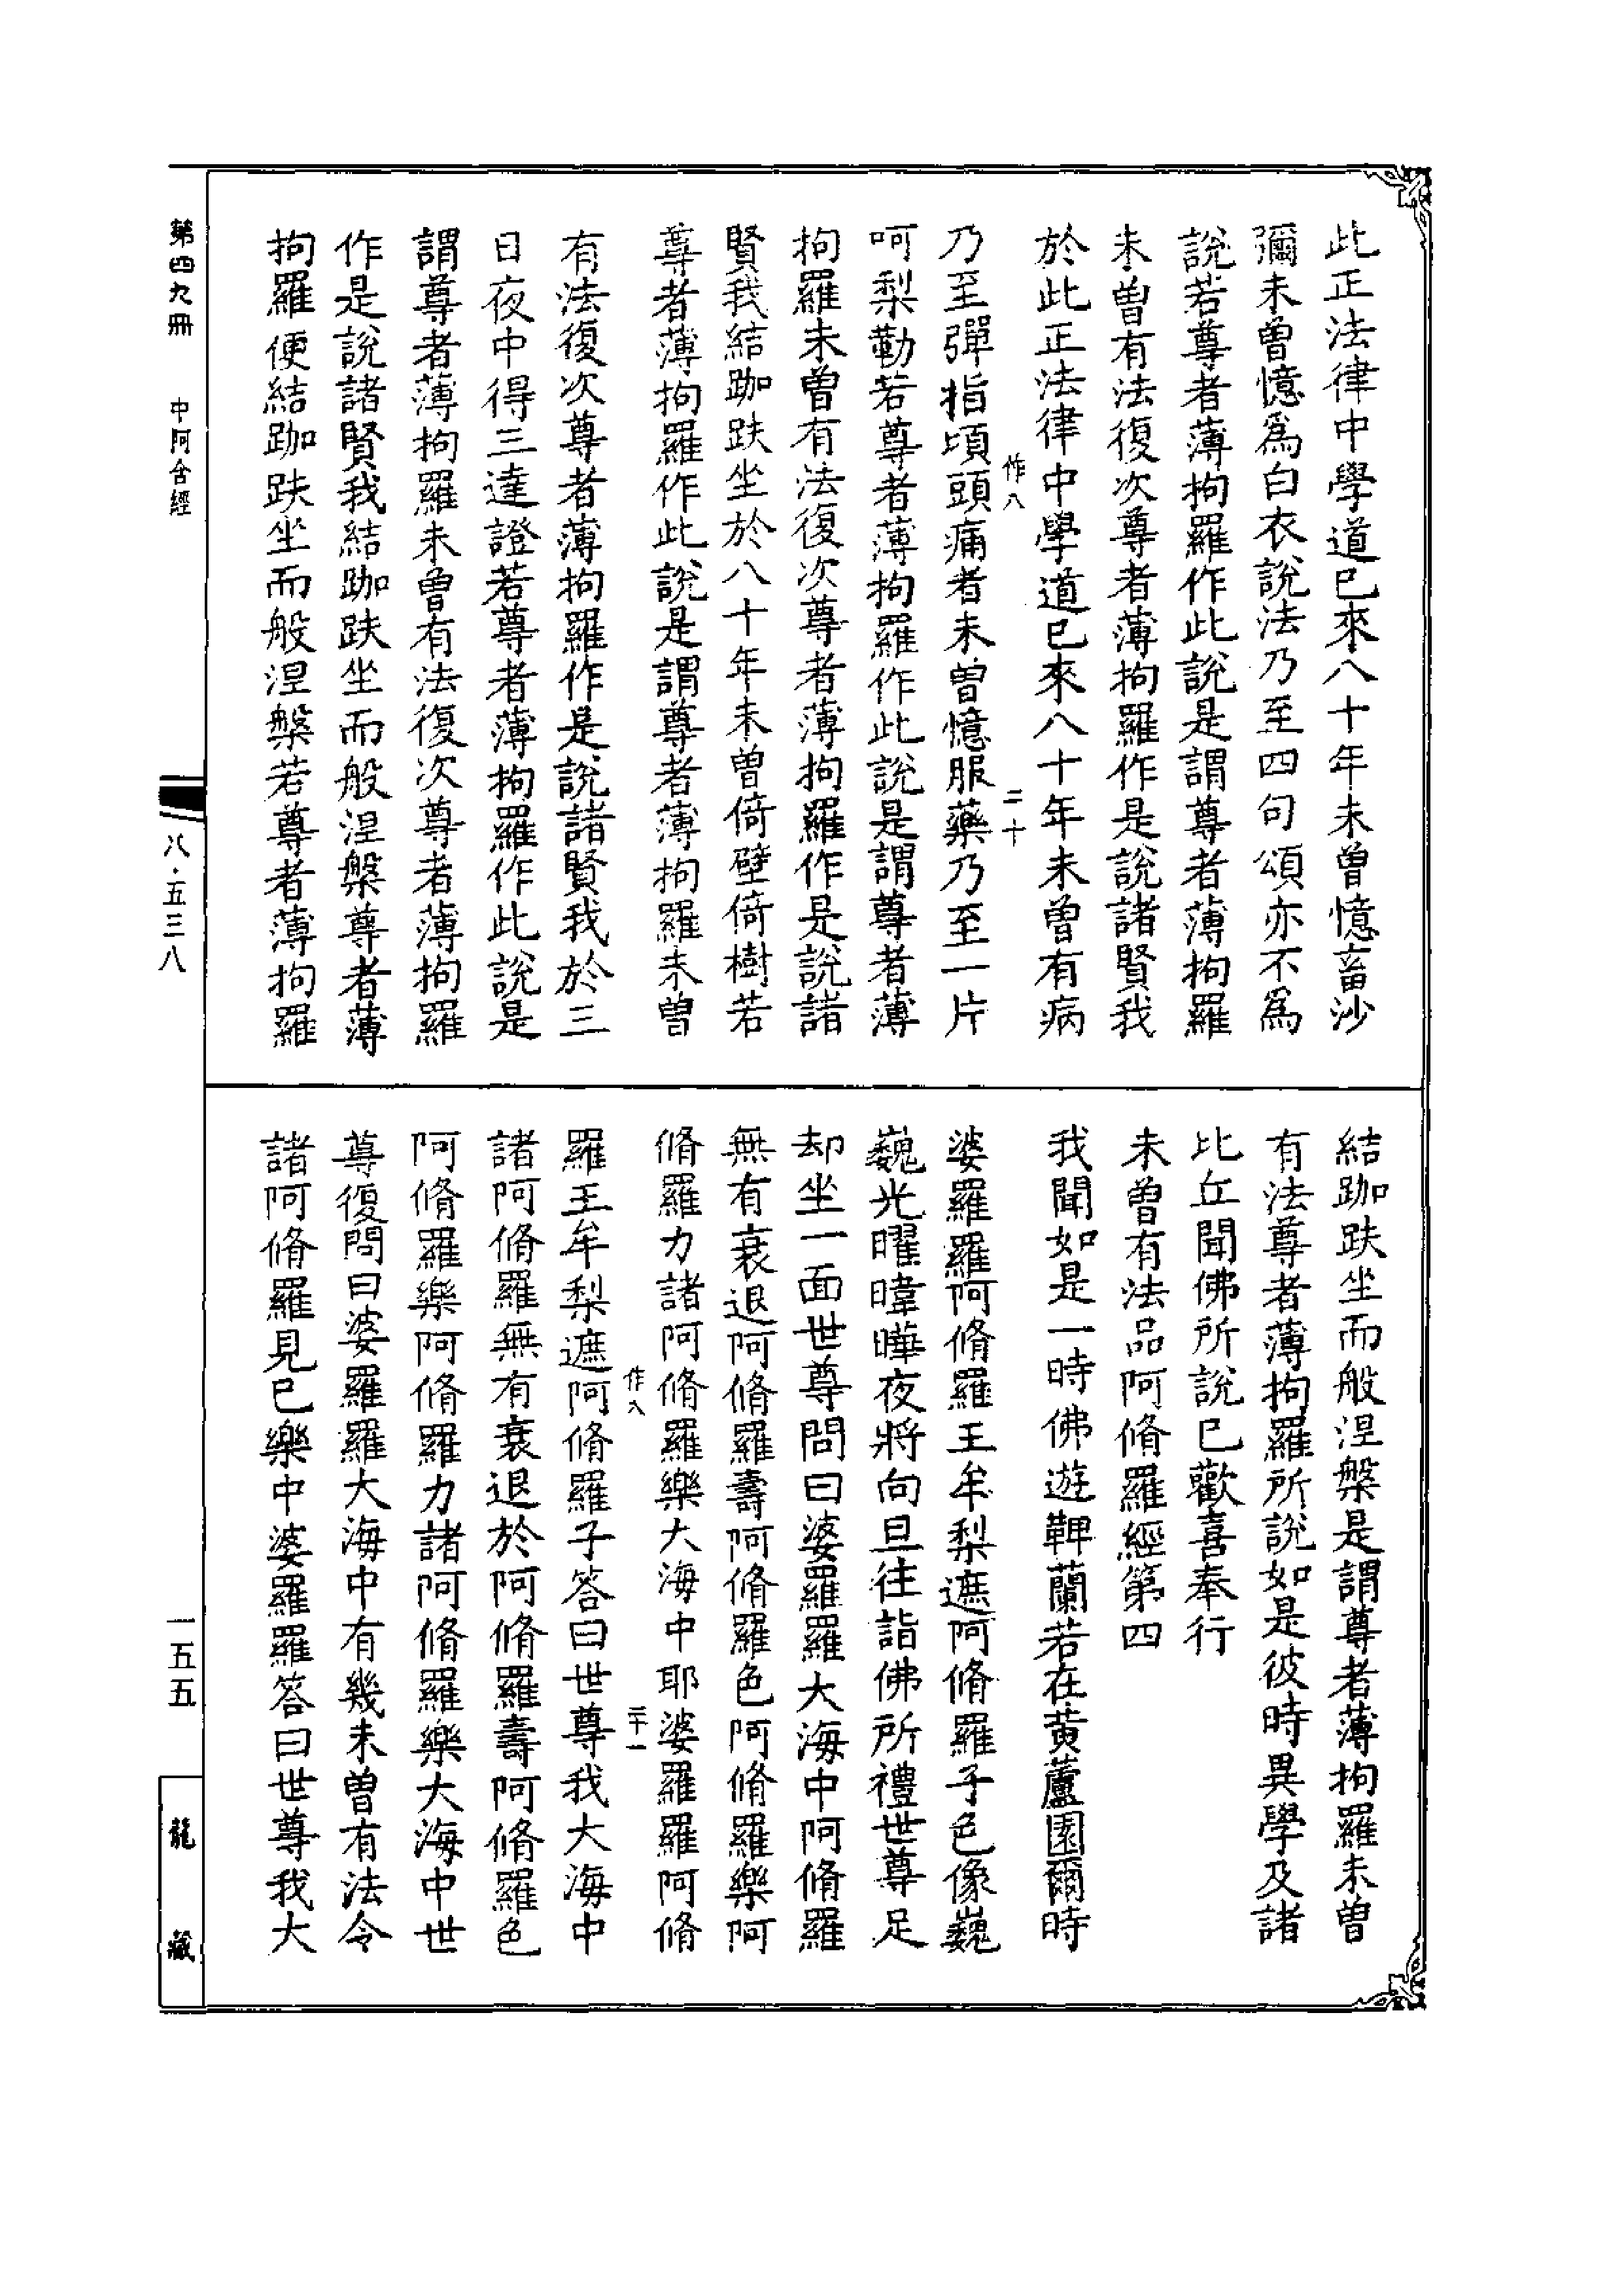 此正法律中學道已來八十年未曾憶畜沙
彌未曾憶為白衣說法乃至四句頌亦不為
說若尊者薄拘羅作此說是謂尊者薄拘羅
未曾有法復次尊者薄拘羅作是說諸賢我
於此正法律中學道已來八十年未曾有病
作八 二十
乃至彈指頃頭痛者未曾憶服藥乃至一片
呵梨勒若尊者薄拘羅作此說是謂尊者薄
拘羅未曾有法復次尊者薄拘羅作是說諸
賢我結跏趺坐於八十年未曾倚壁倚樹若
尊者薄拘羅作此說是謂尊者薄拘羅未曾
有法復次尊者薄拘羅作是說諸賢我於三
日夜中得三達證若尊者薄拘羅作此說是
謂尊者薄拘羅未曾有法復次尊者薄拘羅
作是說諸賢我結跏趺坐而般涅槃尊者薄
拘羅便結跏趺坐而般涅槃若尊者薄拘羅
結跏趺坐而般涅槃是謂尊者薄拘羅未曾
有法尊者薄拘羅所說如是彼時異學及諸
比丘聞佛所說已歡喜奉行
未曾有法品阿脩羅經第四
我聞如是一時佛遊鞞蘭若在黃蘆園爾時
婆羅羅阿脩羅王牟梨遮阿脩羅子色像巍
巍光曜暐曄夜將向旦往詣佛所禮世尊足
却坐一面世尊問曰婆羅羅大海中阿脩羅
無有衰退阿脩羅壽阿脩羅色阿脩羅樂阿
脩羅力諸阿脩羅樂大海中耶婆羅羅阿脩
作八 二十一
羅王牟梨遮阿脩羅子答曰世尊我大海中
諸阿脩羅無有衰退於阿脩羅壽阿脩羅色
阿脩羅樂阿脩羅力諸阿脩羅樂大海中世
尊復問曰婆羅羅大海中有幾未曾有法令
諸阿脩羅見已樂中婆羅羅答曰世尊我大
第四九冊 中阿含經
八·五三八
一五五
龍藏